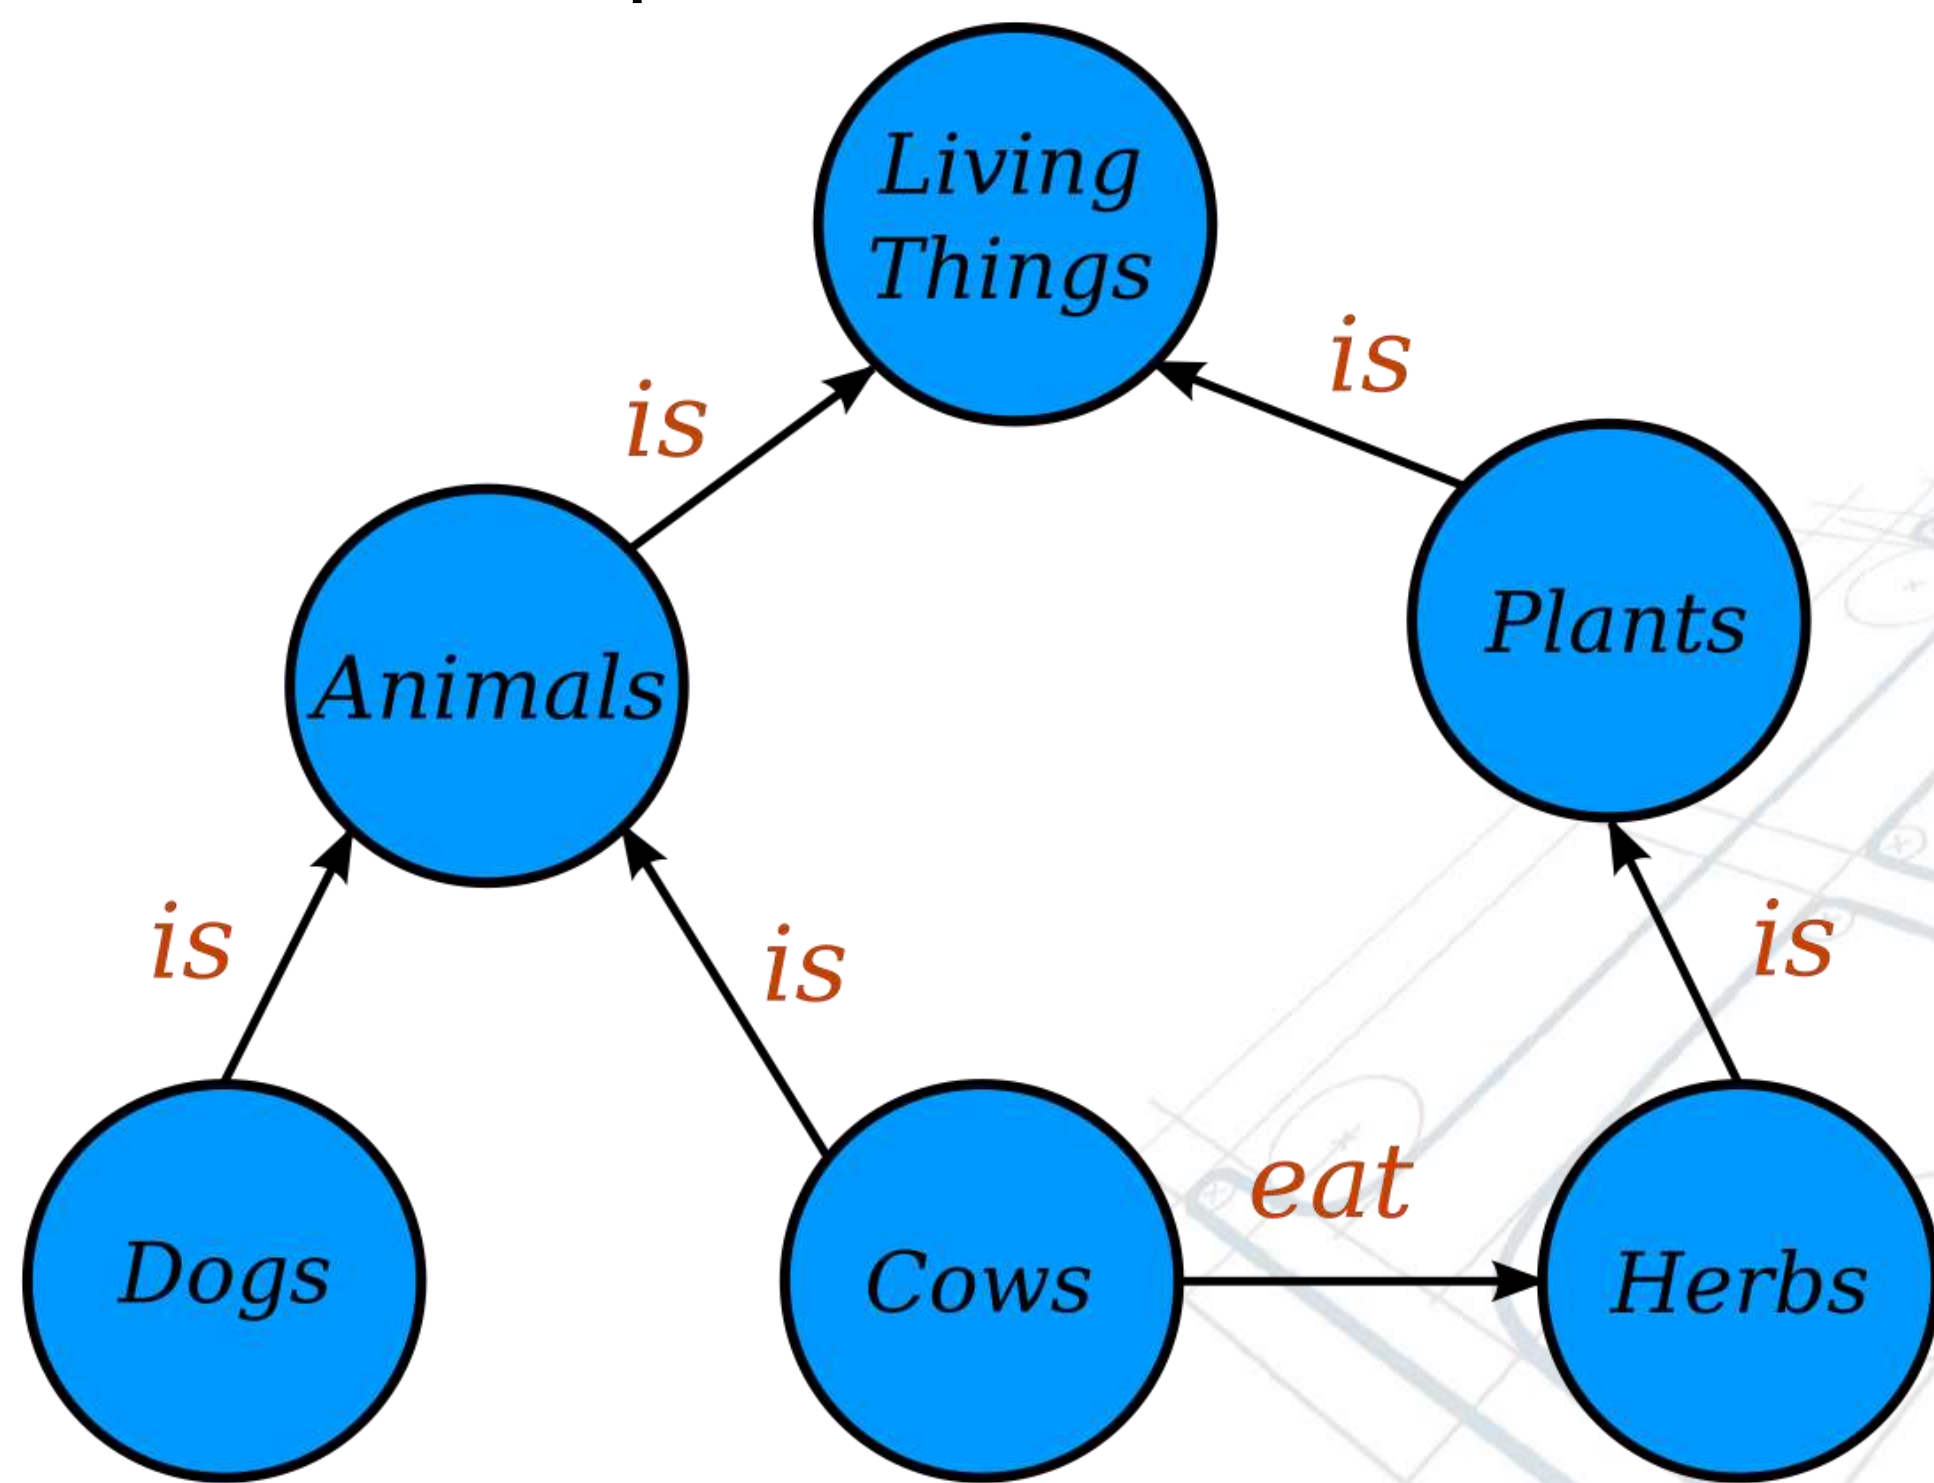 Living
Things
is
is
Animals
Plants
is
is
is
eat
Dogs
Cows
Herbs